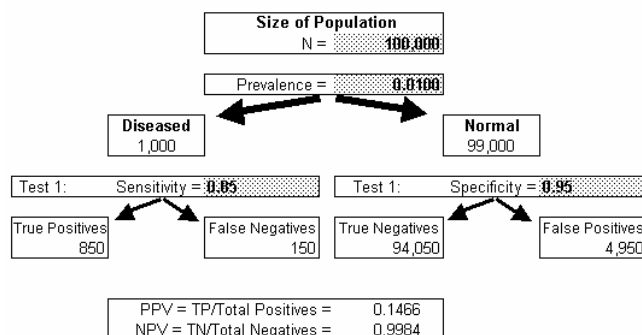 Size of Population
N = 100,000
Prevalence = 0.0100
Diseased
1,000
Normal
99,000
Test 1: Sensitivity = 0.85
Test 1: Specificity = 0.95
True Positives
850
False Negatives
150
True Negatives
94,050
False Positives
4,950
PPV = TP/Total Positives = 0.1466
NPV = TN/Total Negatives = 0.9984